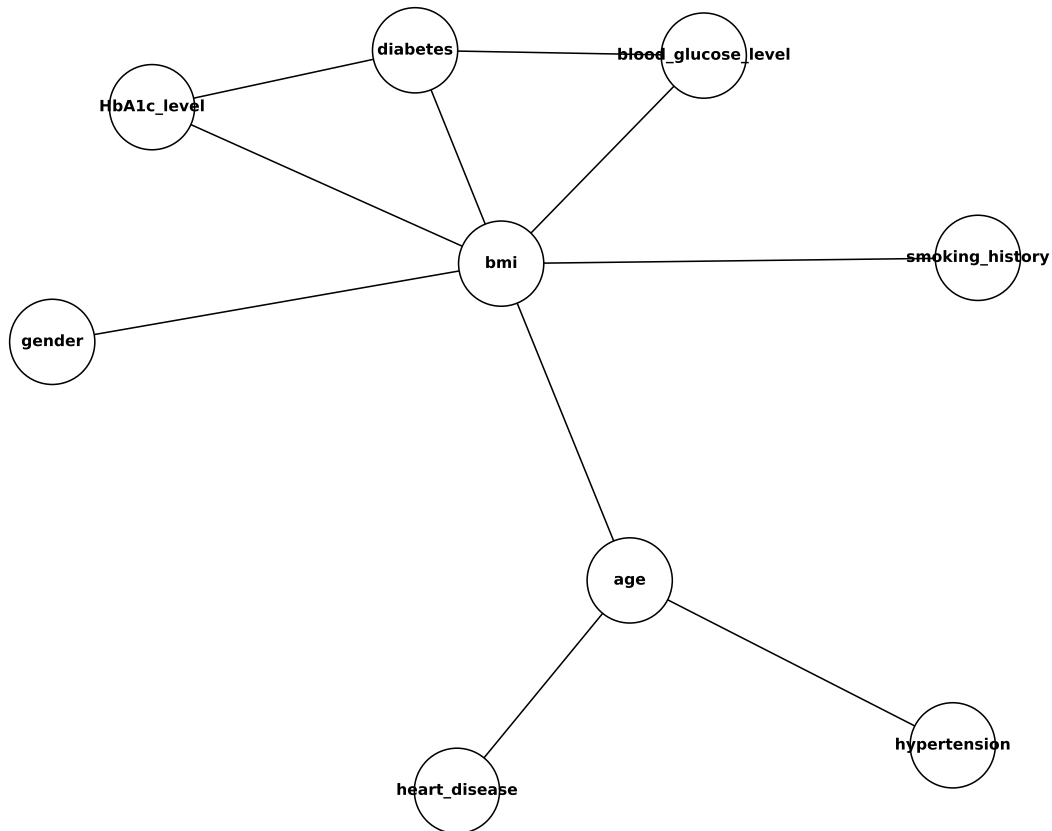 diabetes
blood_glucose_level
HbA1c_level
bmi
smoking_history
gender
age
hypertension
heart_disease